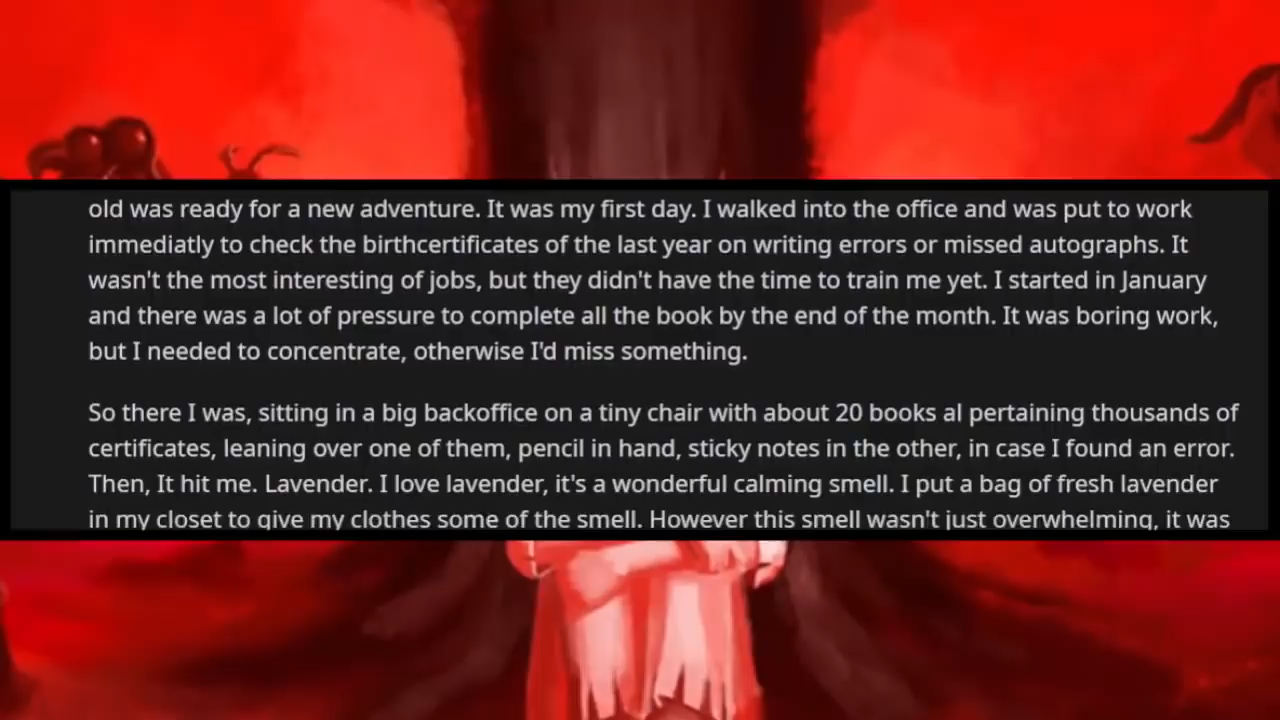 old was ready for a new adventure. It was my first day. I walked into the office and was put to work
immediatly to check the birthcertificates of the last year on writing errors or missed autographs. It
wasn't the most interesting of jobs, but they didn't have the time to train me yet. I started in January
and there was a lot of pressure to complete all the book by the end of the month. It was boring work,
but I needed to concentrate, otherwise I'd miss something.
So there I was, sitting in a big backoffice on a tiny chair with about 20 books al pertaining thousands of
certificates, leaning over one of them, pencil in hand, sticky notes in the other, in case I found an error.
Then, It hit me. Lavender. I love lavender, it's a wonderful calming smell. I put a bag of fresh lavender
in my closet to give my clothes some of the smell. However this smell wasn't just overwhelming, it was